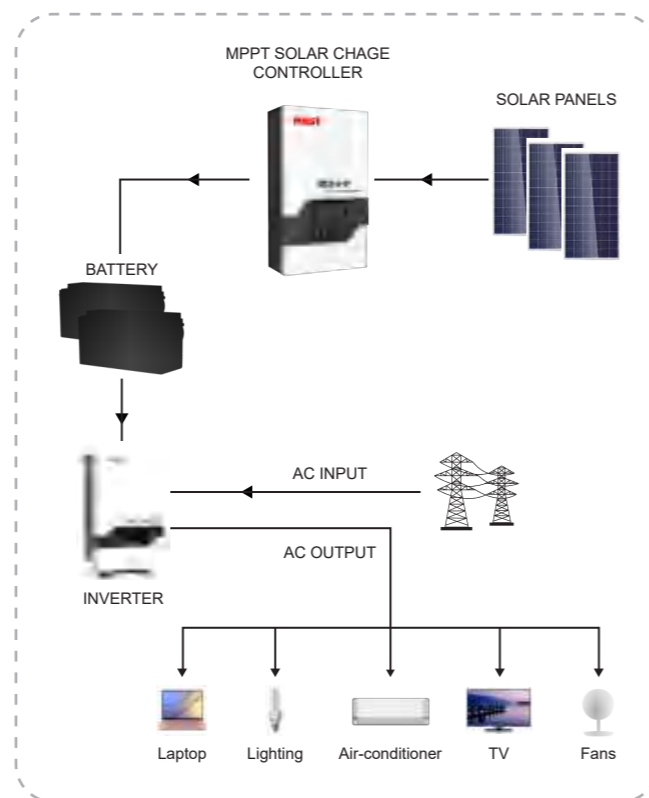 MPPT SOLAR CHAGE
CONTROLLER
SOLAR PANELS
BATTERY
AC INPUT
AC OUTPUT
INVERTER
Laptop
Lighting
Air-conditioner
TV
Fans